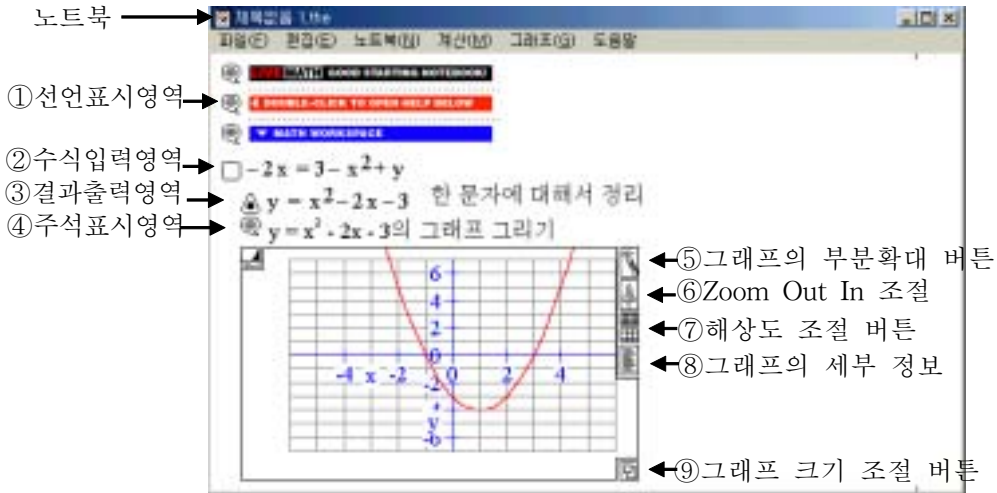 노트북
제목없음 1.the
파일(F) 편집(E) 노트북(N) 계산(M) 그래프(G) 도움말
LIVE MATH GOOD STARTING NOTEBOOK!
①선언표시영역
DOUBLE-CLICK TO OPEN HELP BELOW
MATH WORKSPACE
②수식입력영역
-2x = 3 - x²+ y
③결과출력영역
y = x²-2x-3 한 문자에 대해서 정리
④주석표시영역
y = x² - 2x - 3의 그래프 그리기
⑤그래프의 부분확대 버튼
6
⑥Zoom Out In 조절
4
2
⑦해상도 조절 버튼
0
⑧그래프의 세부 정보
-4 x -2 0 2 4
-2
y
-6
⑨그래프 크기 조절 버튼